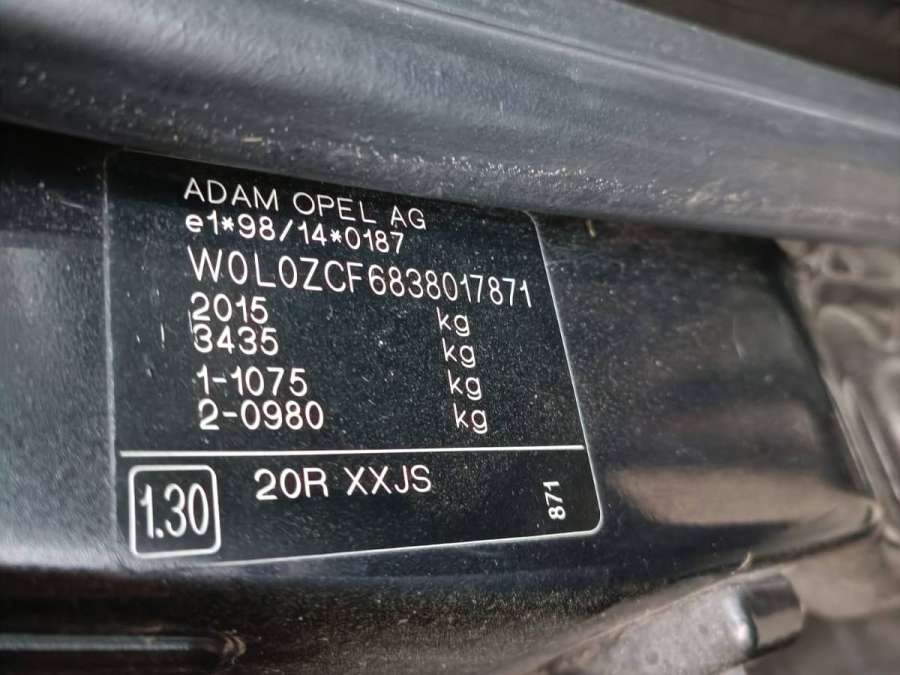 ADAM OPEL AG
e1*98/14*0187
W0L0ZCF6838017871
2015 kg
3435 kg
1-1075 kg
2-0980 kg
1.30 20R XXJS 871